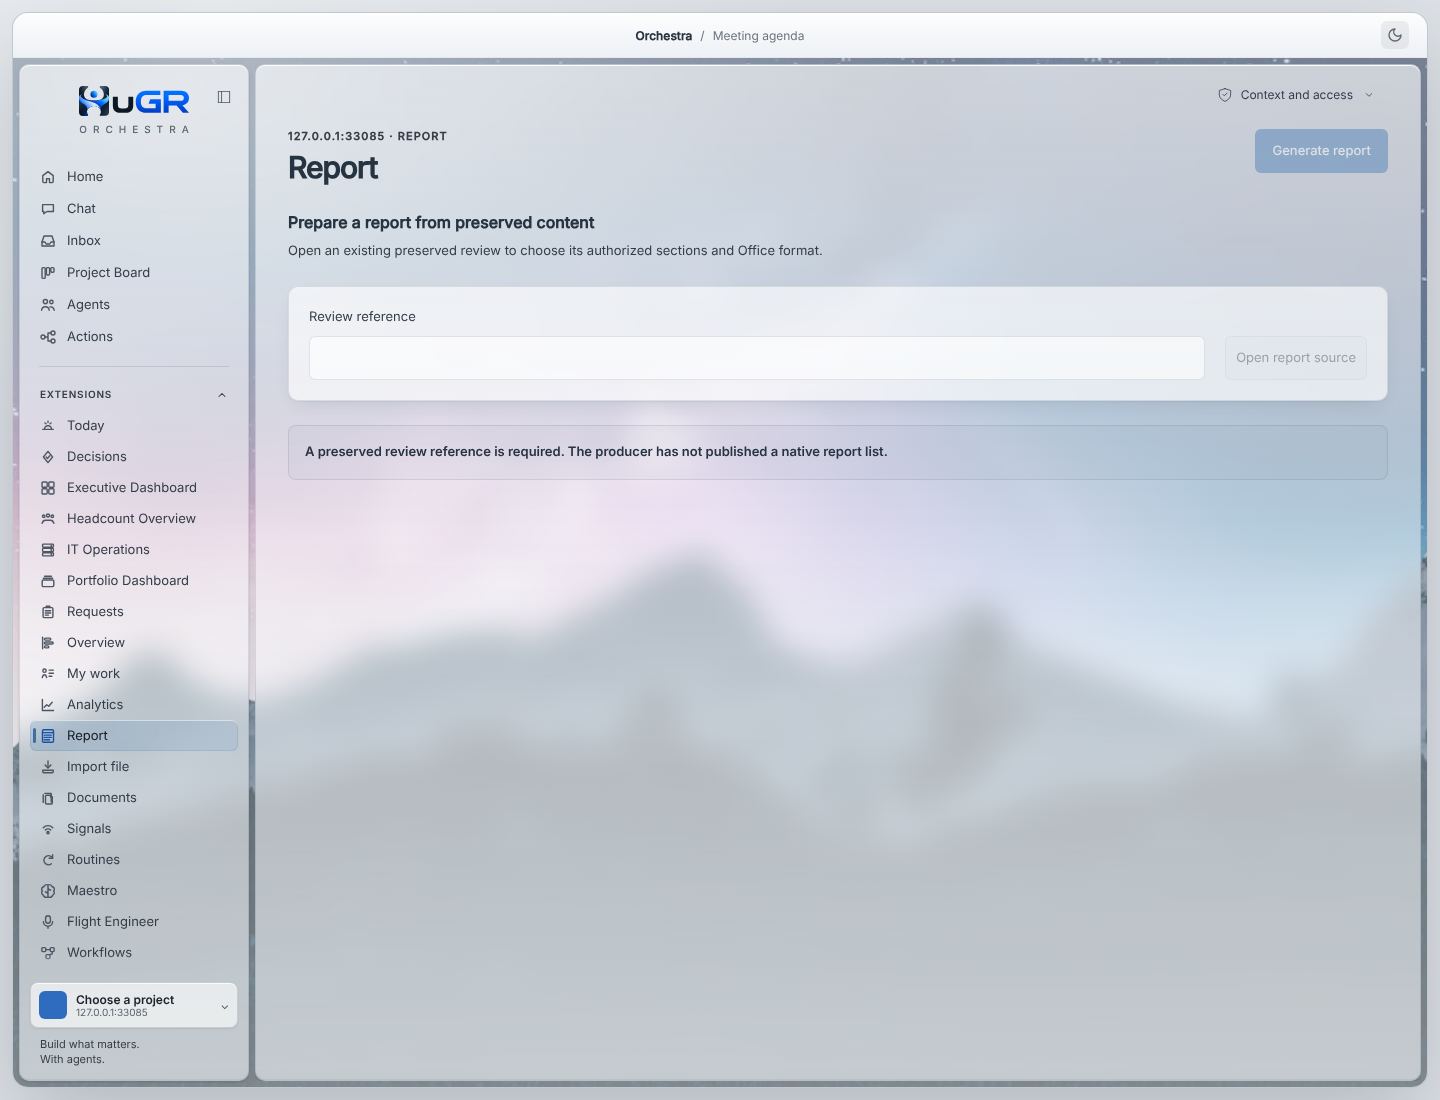 Orchestra / Meeting agenda
HuGR
ORCHESTRA
Context and access
127.0.0.1:33085 · REPORT
Report
Generate report
Home
Chat
Inbox
Project Board
Agents
Actions
EXTENSIONS
Today
Decisions
Executive Dashboard
Headcount Overview
IT Operations
Portfolio Dashboard
Requests
Overview
My work
Analytics
Report
Import file
Documents
Signals
Routines
Maestro
Flight Engineer
Workflows
Choose a project
127.0.0.1:33085
Build what matters.
With agents.
Prepare a report from preserved content
Open an existing preserved review to choose its authorized sections and Office format.
Review reference
Open report source
A preserved review reference is required. The producer has not published a native report list.